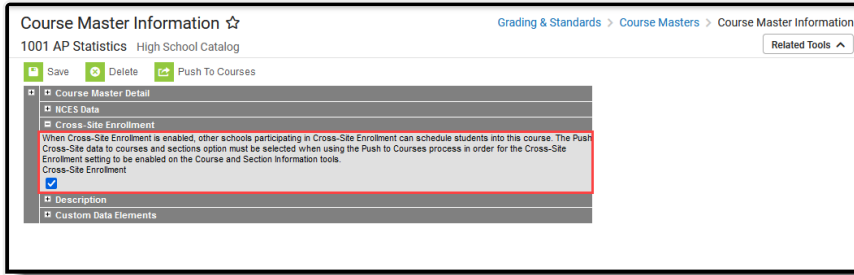 Course Master Information ☆
Grading & Standards > Course Masters > Course Master Information
1001 AP Statistics High School Catalog
Related Tools
Save Delete Push To Courses
Course Master Detail
NCES Data
Cross-Site Enrollment
When Cross-Site Enrollment is enabled, other schools participating in Cross-Site Enrollment can schedule students into this course. The Push
Cross-Site data to courses and sections option must be selected when using the Push to Courses process in order for the Cross-Site
Enrollment setting to be enabled on the Course and Section Information tools.
Cross-Site Enrollment
Description
Custom Data Elements